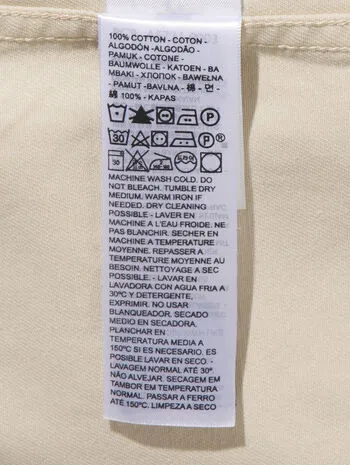 100% COTTON - COTON -
ALGODÓN - ALGODÃO -
PAMUK - COTONE -
BAUMWOLLE - KATOEN - BA
MBAKI - ХЛОПОК - BAWEŁNA
- PAMUT - BAVLNA - 棉 - 면 -
綿 100% - KAPAS
P
30 P
30
MACHINE WASH COLD. DO
NOT BLEACH. TUMBLE DRY
MEDIUM. WARM IRON IF
NEEDED. DRY CLEANING
POSSIBLE - LAVER EN
MACHINE A L'EAU FROIDE. NE
PAS BLANCHIR. SECHER EN
MACHINE A TEMPERATURE
MOYENNE. REPASSER A
TEMPERATURE MOYENNE AU
BESOIN. NETTOYAGE A SEC
POSSIBLE. - LAVAR EN
LAVADORA CON AGUA FRIA A
30ºC Y DETERGENTE,
EXPRIMIR. NO USAR
BLANQUEADOR. SECADO
MEDIO EN SECADORA.
PLANCHAR EN
TEMPERATURA MEDIA A
150ºC SI ES NECESARIO. ES
POSIBLE LAVAR EN SECO. -
LAVAGEM NORMAL ATÉ 30º.
NÃO ALVEJAR. SECAGEM EM
TAMBOR EM TEMPERATURA
NORMAL. PASSAR A FERRO
ATÉ 150ºC. LIMPEZA A SECO